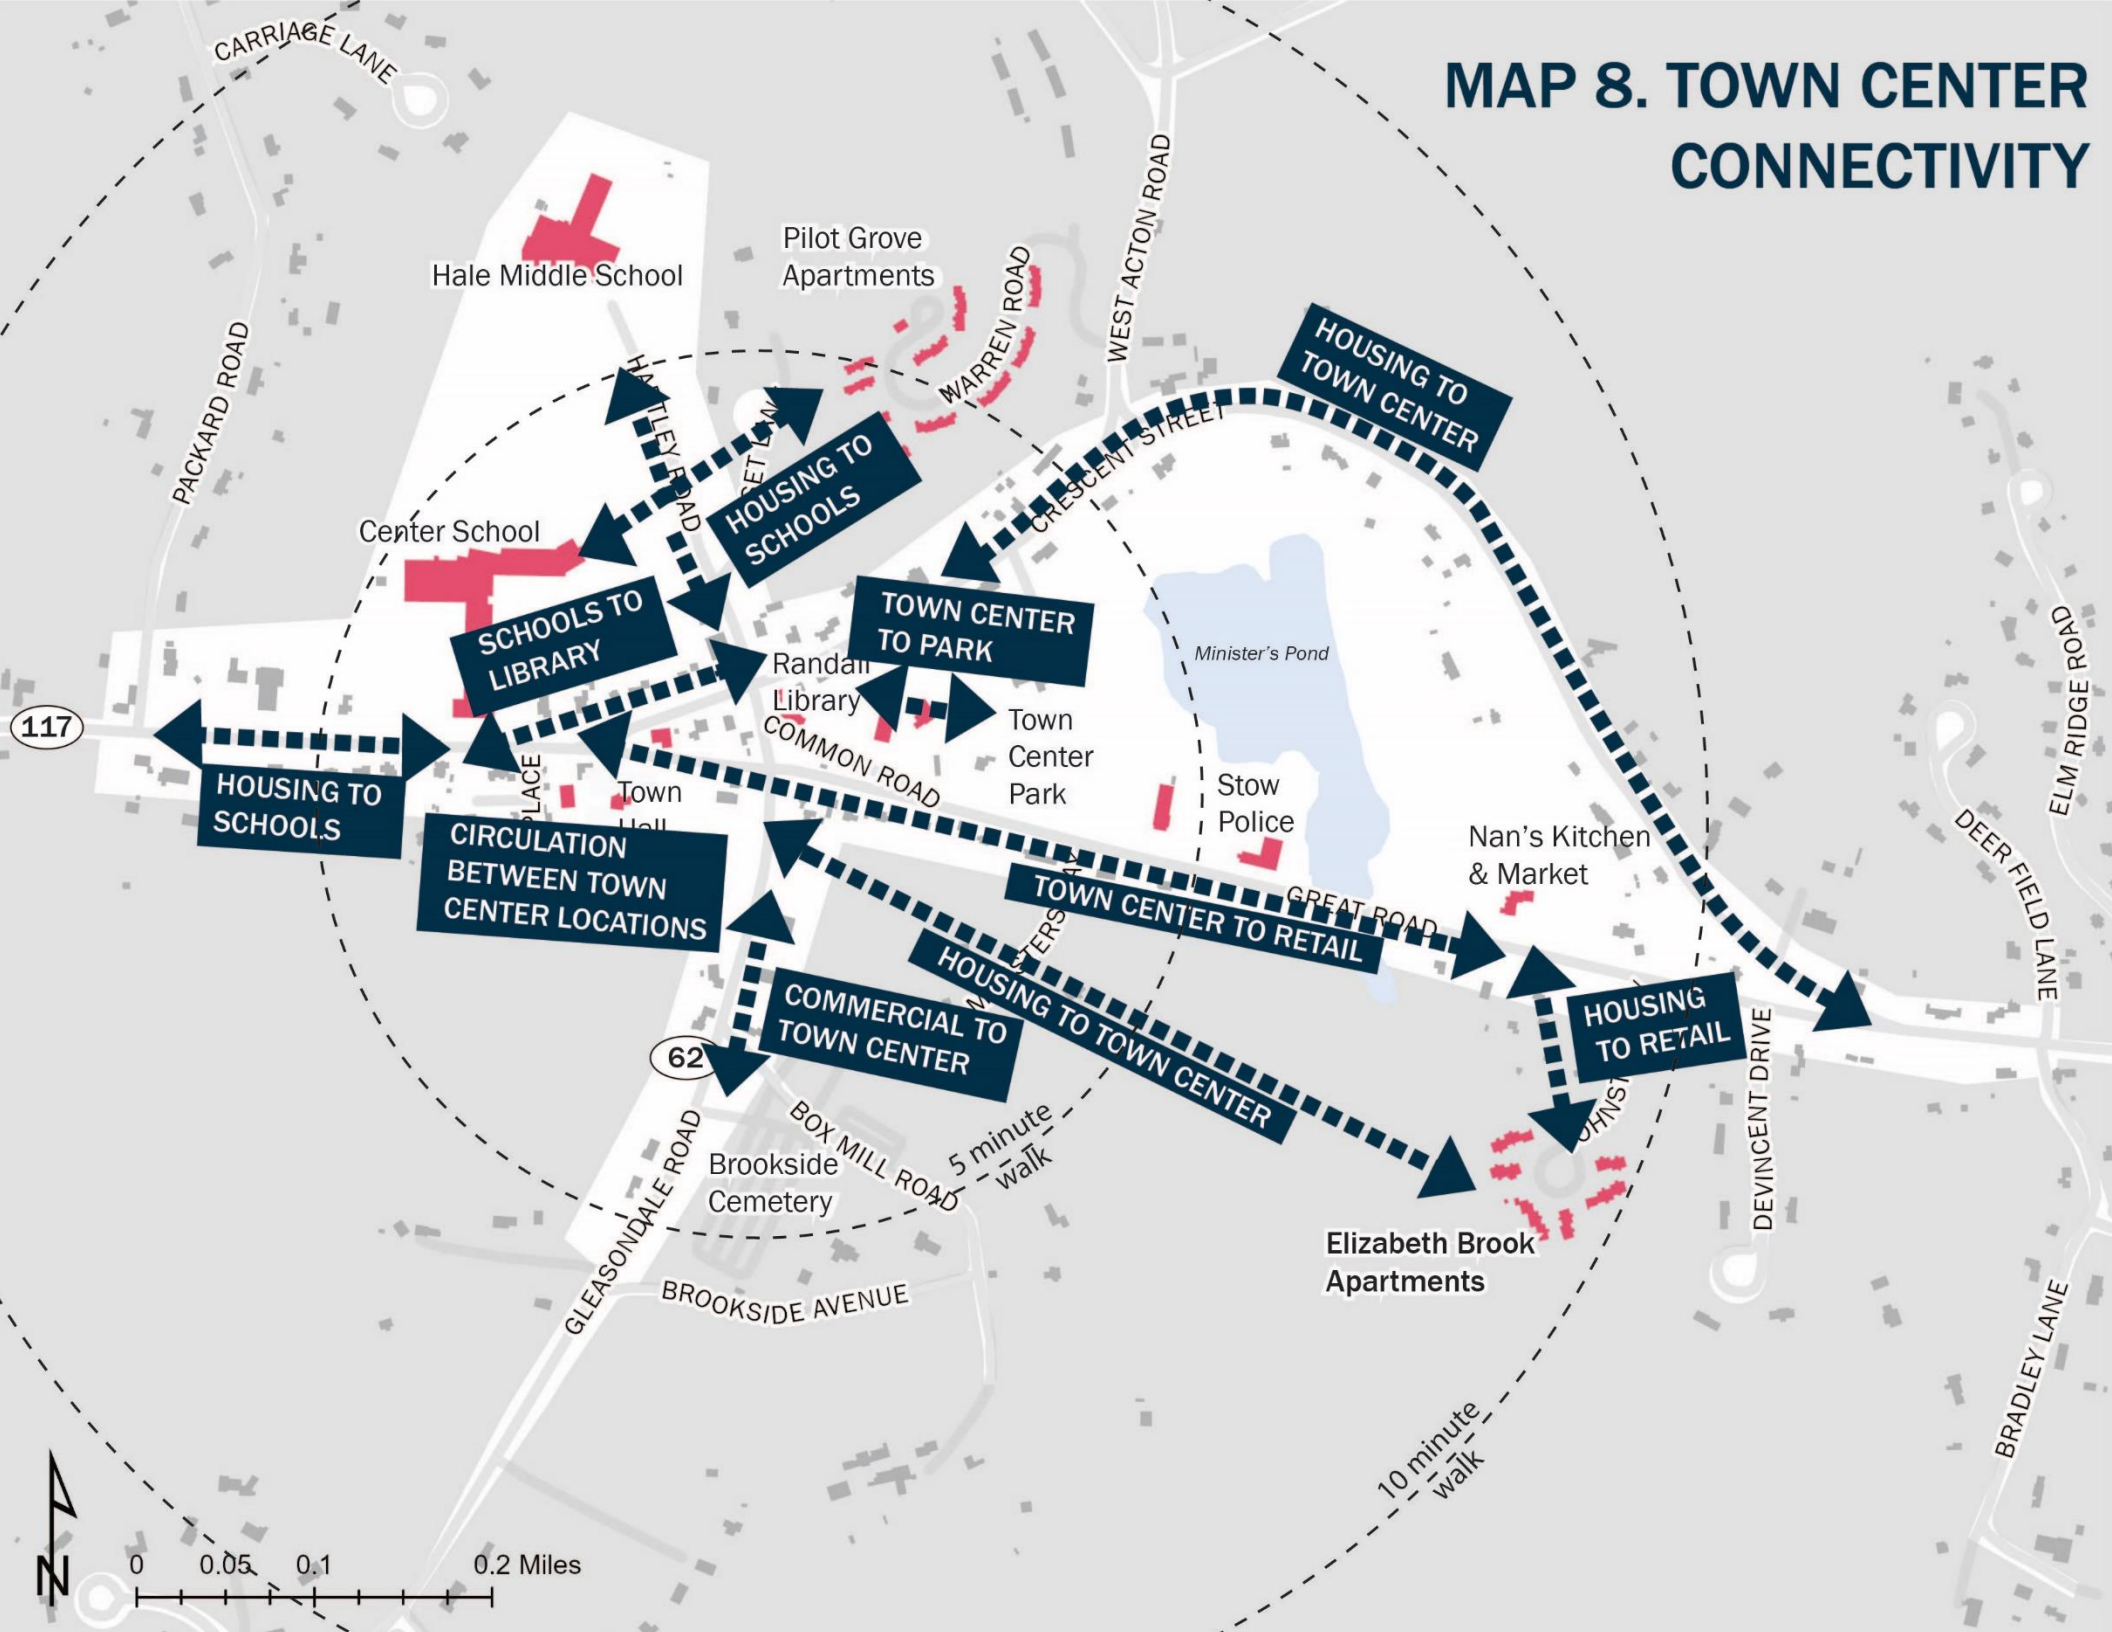 MAP 8. TOWN CENTER
CONNECTIVITY
CARRIAGE LANE
PACKARD ROAD
Hale Middle School
Pilot Grove
Apartments
WARREN ROAD
WEST ACTON ROAD
HOUSING TO
TOWN CENTER
CRESCENT STREET
HARTLEY ROAD
HOUSING TO
SCHOOLS
Center School
SCHOOLS TO
LIBRARY
TOWN CENTER
TO PARK
Randall
Library
Minister's Pond
117
HOUSING TO
SCHOOLS
COMMON ROAD
Town
Center
Park
PLACE
Town
Hall
Stow
Police
Nan's Kitchen
& Market
CIRCULATION
BETWEEN TOWN
CENTER LOCATIONS
TOWN CENTER TO RETAIL
GREAT ROAD
HOUSING TO TOWN CENTER
COMMERCIAL TO
TOWN CENTER
HOUSING
TO RETAIL
62
GLEASONDALE ROAD
BOX MILL ROAD
Brookside
Cemetery
BROOKSIDE AVENUE
5 minute
walk
10 minute
walk
Elizabeth Brook
Apartments
DEVINCENT DRIVE
ELM RIDGE ROAD
DEER FIELD LANE
BRADLEY LANE
N
0 0.05 0.1 0.2 Miles